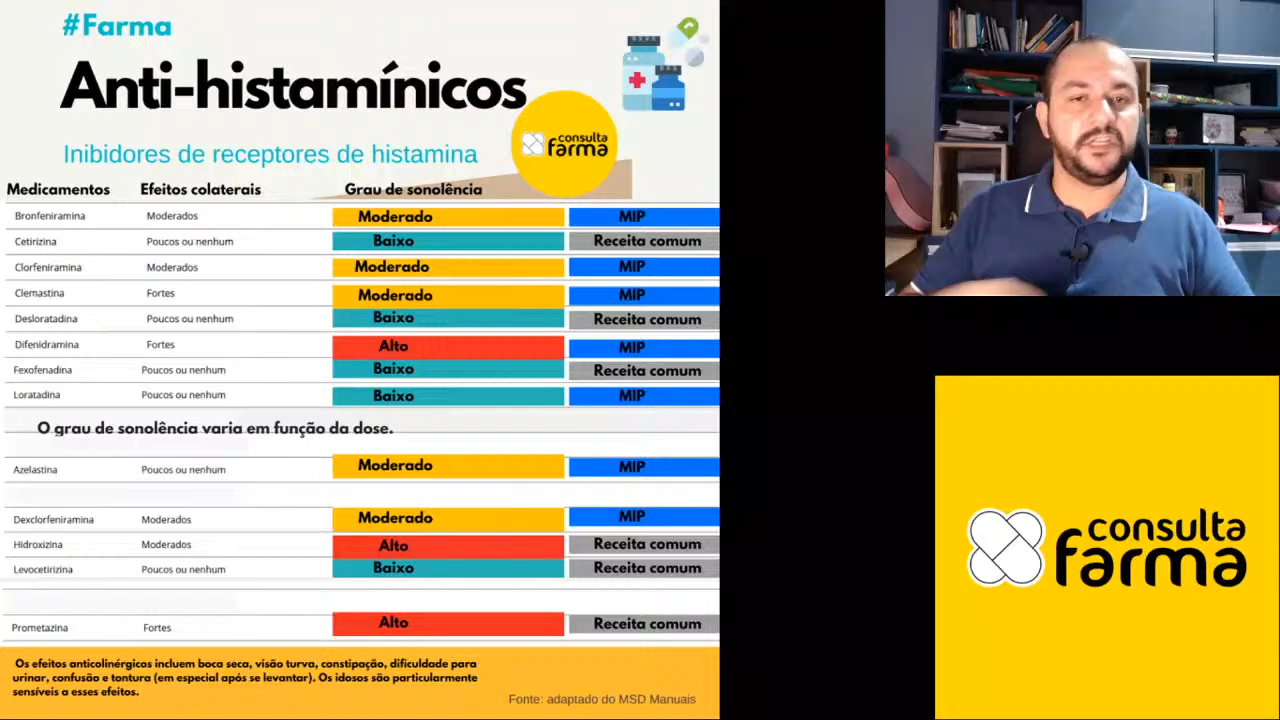 #Farma
Anti-histamínicos
consulta
farma
Inibidores de receptores de histamina
Medicamentos Efeitos colaterais Grau de sonolência
Bronfeniramina Moderados Moderado MIP
Cetirizina Poucos ou nenhum Baixo Receita comum
Clorfeniramina Moderados Moderado MIP
Clemastina Fortes Moderado MIP
Desloratadina Poucos ou nenhum Baixo Receita comum
Difenidramina Fortes Alto MIP
Fexofenadina Poucos ou nenhum Baixo Receita comum
Loratadina Poucos ou nenhum Baixo MIP
O grau de sonolência varia em função da dose.
Azelastina Poucos ou nenhum Moderado MIP
Dexclorfeniramina Moderados Moderado MIP
Hidroxizina Moderados Alto Receita comum
Levocetirizina Poucos ou nenhum Baixo Receita comum
Prometazina Fortes Alto Receita comum
Os efeitos anticolinérgicos incluem boca seca, visão turva, constipação, dificuldade para
urinar, confusão e tontura (em especial após se levantar). Os idosos são particularmente
sensíveis a esses efeitos.
Fonte: adaptado do MSD Manuais
consulta
farma